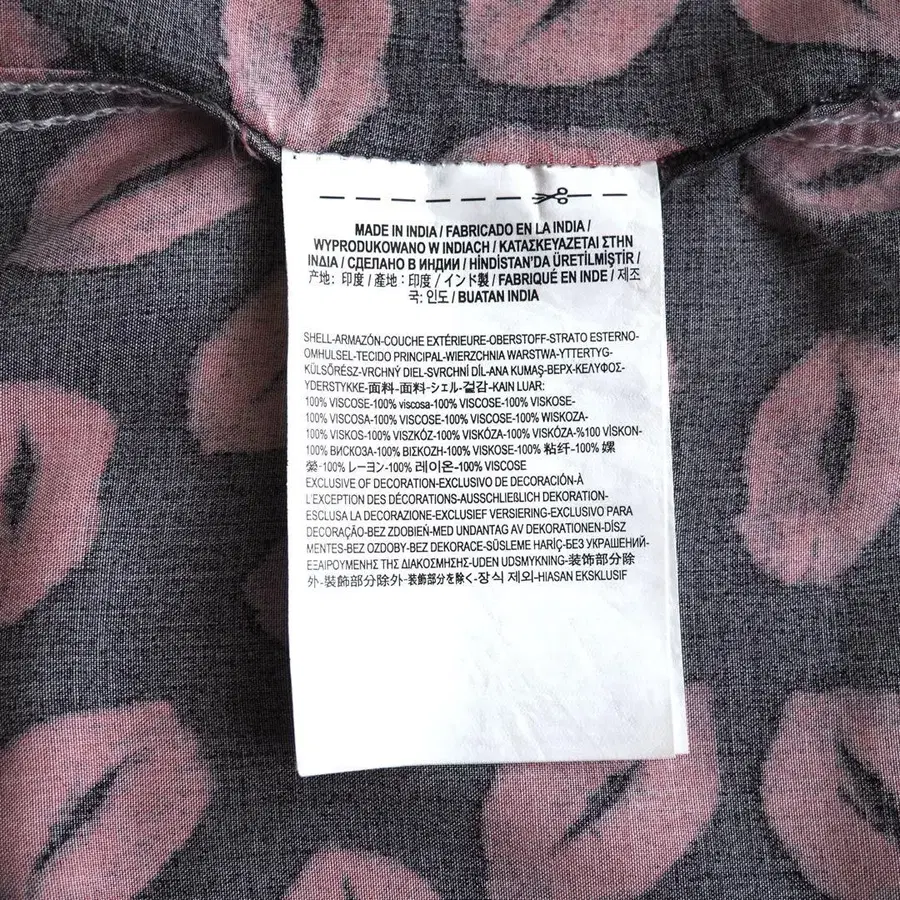 MADE IN INDIA / FABRICADO EN LA INDIA /
WYPRODUKOWANO W INDIACH / ΚΑΤΑΣΚΕΥΑΖΕΤΑΙ ΣΤΗΝ
ΙΝΔΙΑ / СДЕЛАНО В ИНДИИ / HİNDİSTAN'DA ÜRETİLMİŞTİR /
产地: 印度 / 產地 : 印度 / インド製 / FABRIQUÉ EN INDE / 제조
국: 인도 / BUATAN INDIA
SHELL-ARMAZÓN-COUCHE EXTÉRIEURE-OBERSTOFF-STRATO ESTERNO-
OMHULSEL-TECIDO PRINCIPAL-WIERZCHNIA WARSTWA-YTTERTYG-
KÜLSŐRÉSZ-VRCHNÝ DIEL-SVRCHNÍ DÍL-ANA KUMAŞ-ВЕРХ-ΚΕΛΥΦΟΣ-
YDERSTYKKE-面料-面料-シェル-겉감-KAIN LUAR:
100% VISCOSE-100% viscosa-100% VISCOSE-100% VISKOSE-
100% VISCOSA-100% VISCOSE-100% VISCOSE-100% WISKOZA-
100% VISKOS-100% VISZKÓZ-100% VISKÓZA-100% VISKÓZA-%100 VİSKON-
100% ВИСКОЗА-100% ΒΙΣΚΟΖΗ-100% VISKOSE-100% 粘纤-100% 嫘
縈-100% レーヨン-100% 레이온-100% VISCOSE
EXCLUSIVE OF DECORATION-EXCLUSIVO DE DECORACIÓN-À
L'EXCEPTION DES DÉCORATIONS-AUSSCHLIEßLICH DEKORATION-
ESCLUSA LA DECORAZIONE-EXCLUSIEF VERSIERING-EXCLUSIVO PARA
DECORAÇÃO-BEZ ZDOBIEŃ-MED UNDANTAG AV DEKORATIONEN-DÍSZ
MENTES-BEZ OZDOBY-BEZ DEKORACE-SÜSLEME HARİÇ-БЕЗ УКРАШЕНИЙ-
ΕΞΑΙΡΟΥΜΕΝΗΣ ΤΗΣ ΔΙΑΚΟΣΜΗΣΗΣ-UDEN UDSMYKNING-装饰部分除
外-裝飾部分除外-装飾部分を除く-장식 제외-HIASAN EKSKLUSIF